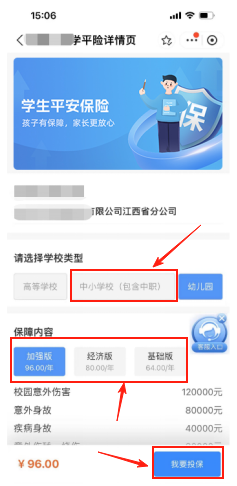 15:06
学平险详情页
学生平安保险
孩子有保障，家长更放心
保
有限公司江西省分公司
请选择学校类型
高等学校 中小学校（包含中职） 幼儿园
保障内容
客服入口
加强版 经济版 基础版
96.00/年 80.00/年 64.00/年
校园意外伤害 120000元
意外身故 40000元
疾病身故 40000元
¥ 96.00 我要投保